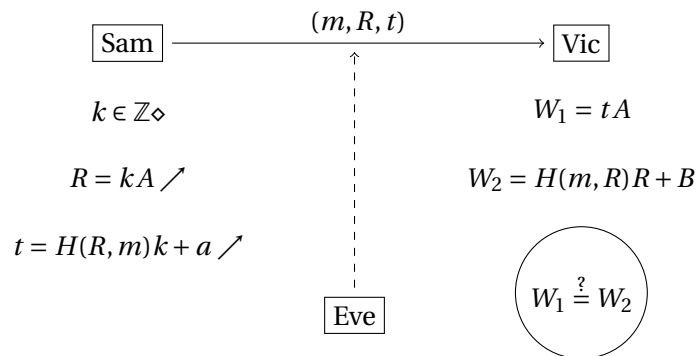 (m, R, t)
Sam
Vic
k ∈ ℤ⋄
W₁ = tA
R = kA ↗
W₂ = H(m, R)R + B
t = H(R, m)k + a ↗
W₁ ≟ W₂
Eve